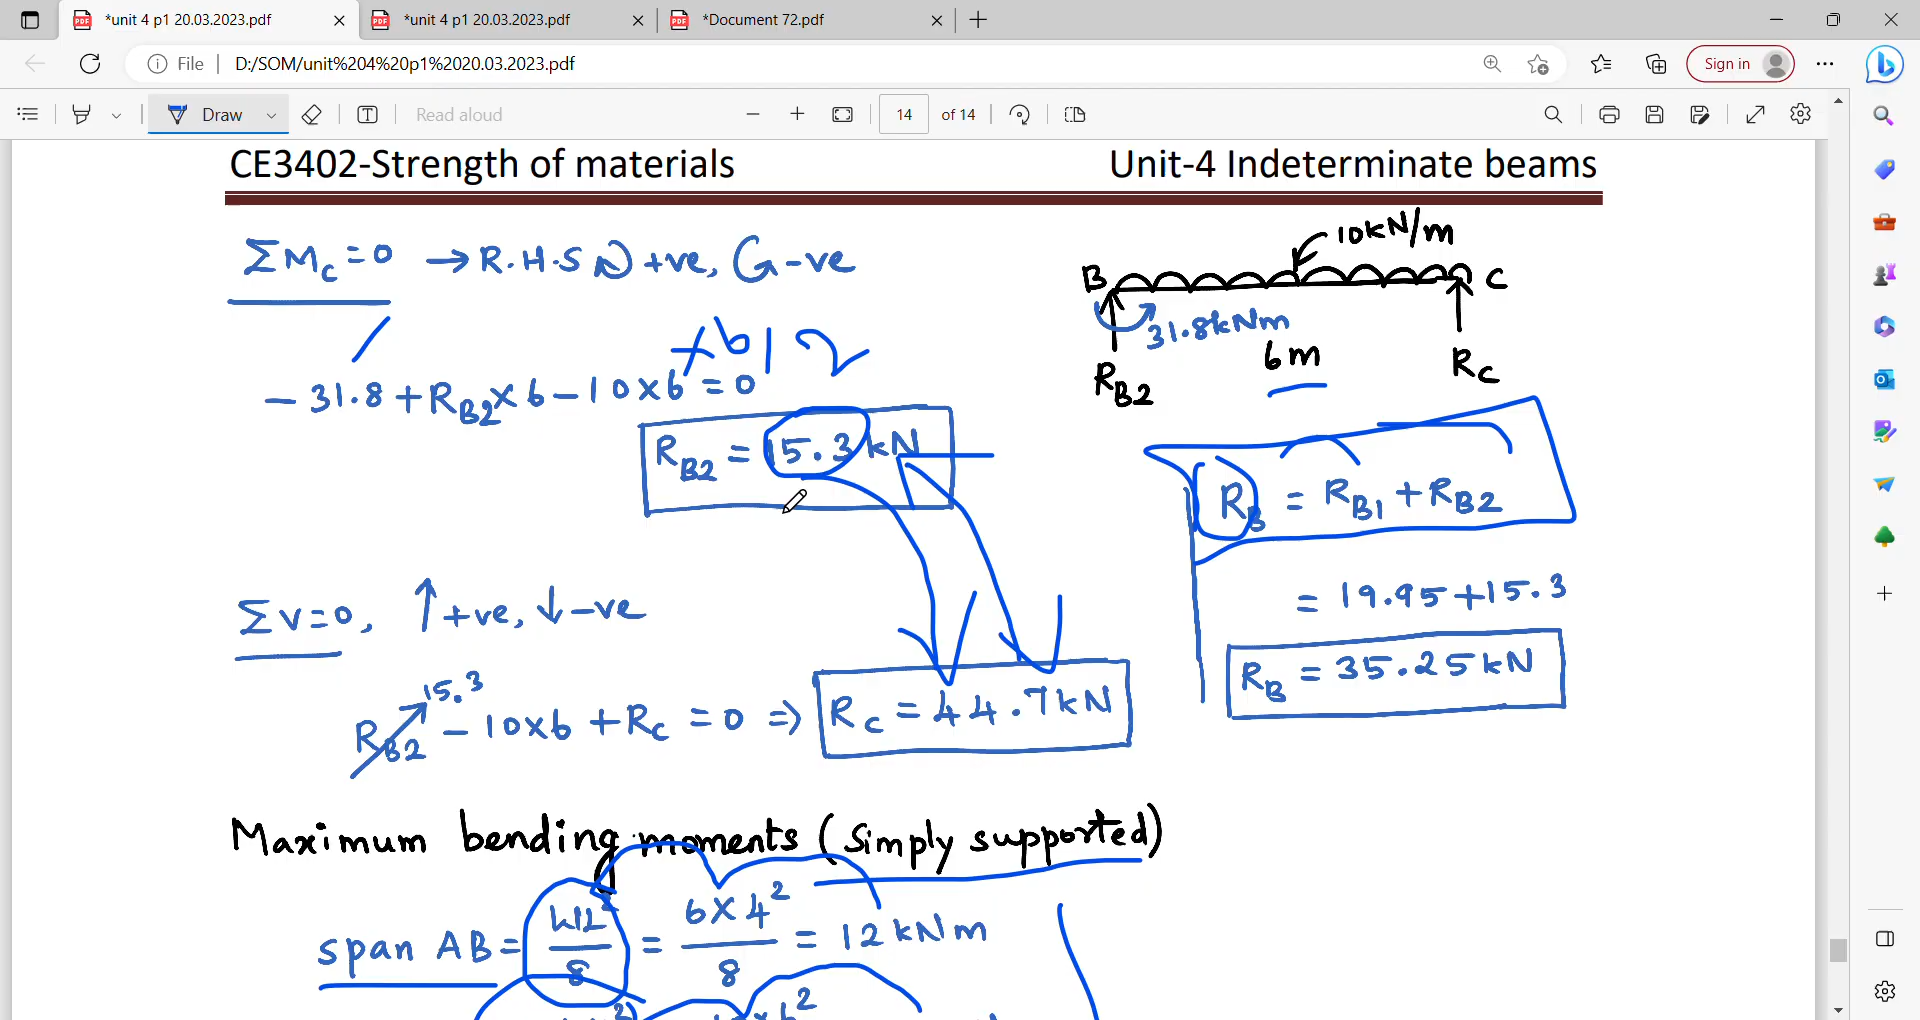 *unit 4 p1 20.03.2023.pdf
*unit 4 p1 20.03.2023.pdf
*Document 72.pdf
File
D:/SOM/unit%204%20p1%2020.03.2023.pdf
Sign in
Draw
Read aloud
14
of 14
CE3402-Strength of materials
Unit-4 Indeterminate beams
ΣMc=0 → R.H.S +ve, -ve
10kN/m
B
C
31.8kNm
6m
RB2
Rc
-31.8+RB2×6-10×6=0
RB2 = 15.3kN
RB = RB1 + RB2
= 19.95+15.3
RB = 35.25kN
ΣV=0, ↑+ve, ↓-ve
15.3
RB2 - 10×6 + Rc = 0 ⇒ Rc = 44.7kN
Maximum bending moments (simply supported)
span AB = wl²/8 = 6×4²/8 = 12 kNm